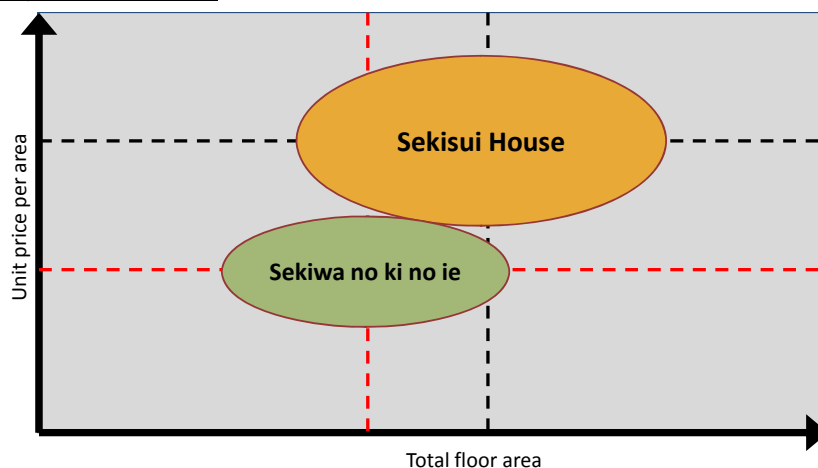 Unit price per area
Sekisui House
Sekiwa no ki no ie
Total floor area